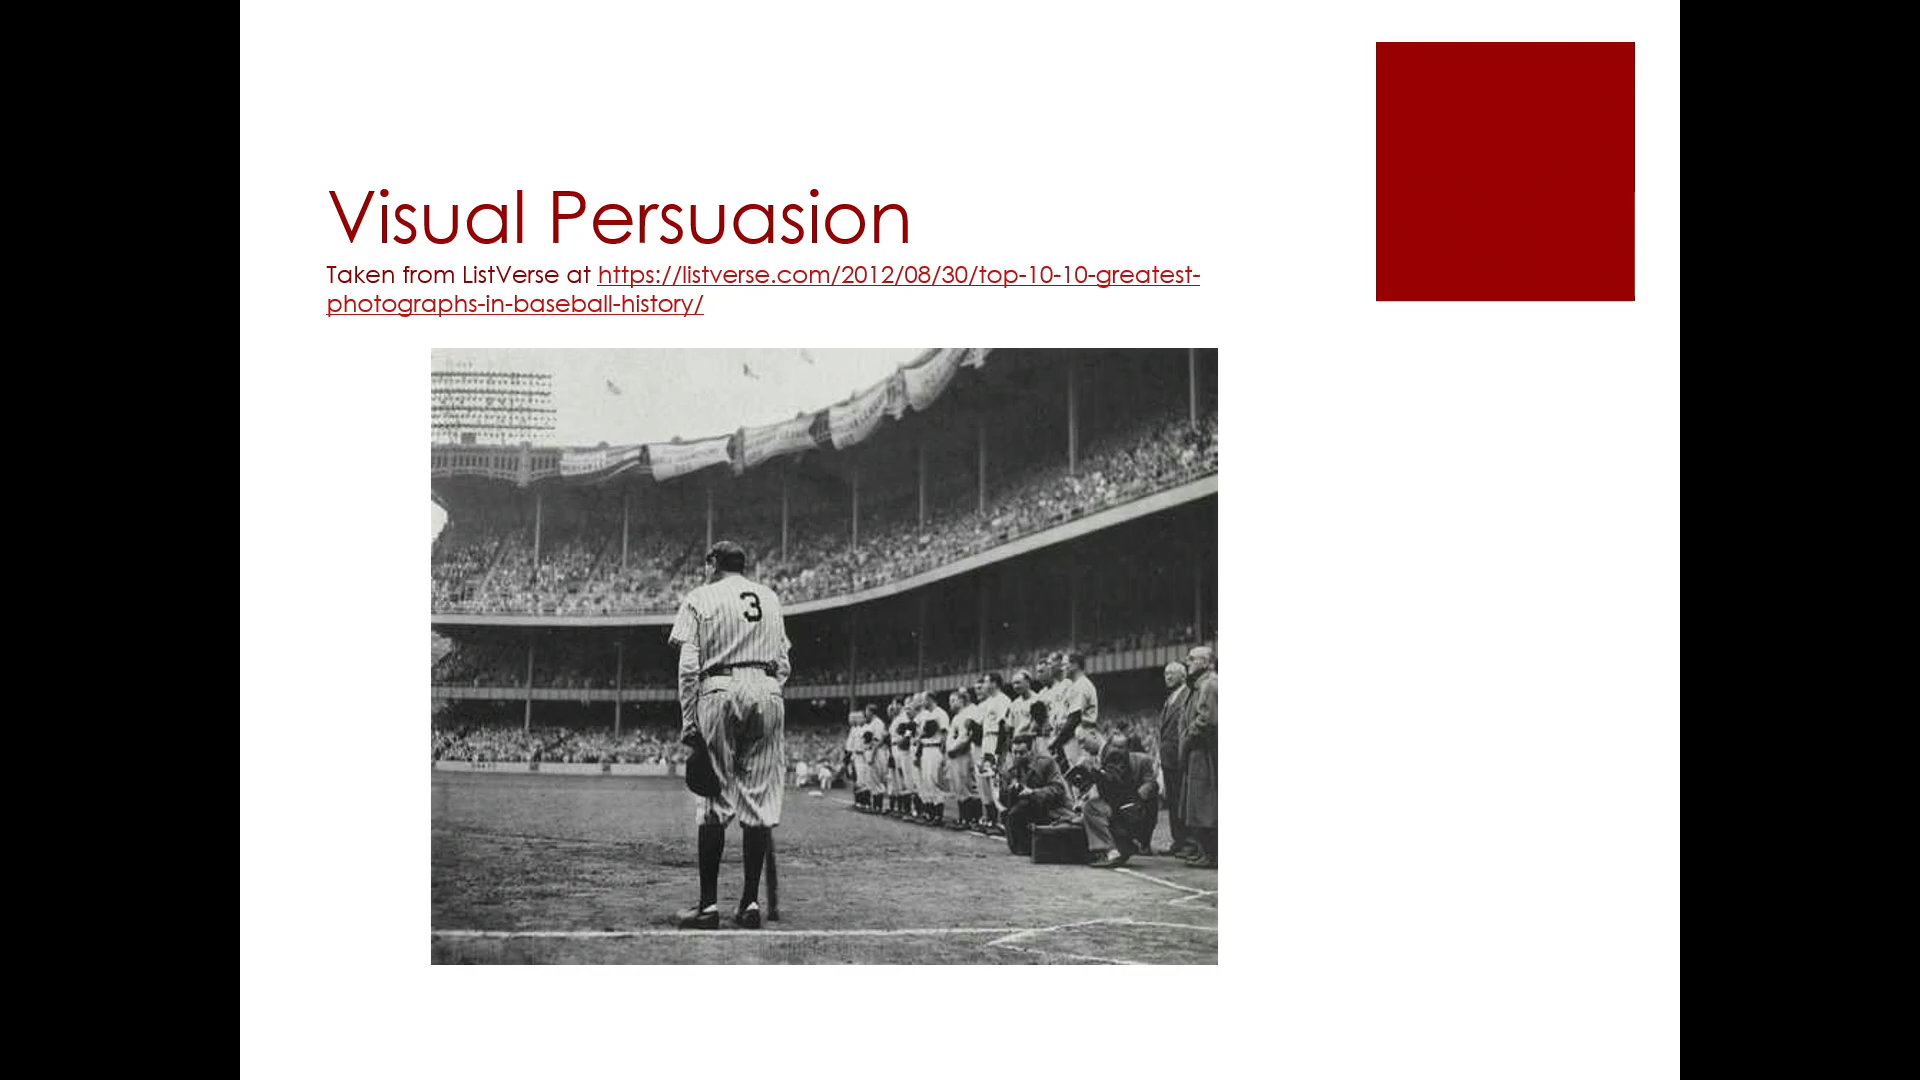 Visual Persuasion
Taken from ListVerse at https://listverse.com/2012/08/30/top-10-10-greatest-
photographs-in-baseball-history/
3